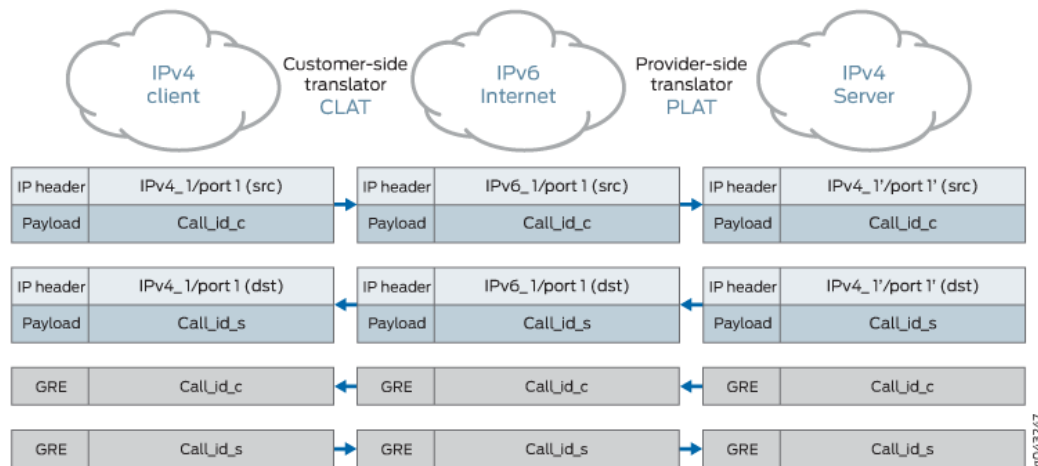 IPv4
client
Customer-side
translator
CLAT
IPv6
Internet
Provider-side
translator
PLAT
IPv4
Server
IP header IPv4_1/port 1 (src) IP header IPv6_1/port 1 (src) IP header IPv4_1'/port 1' (src)
Payload Call_id_c Payload Call_id_c Payload Call_id_c
IP header IPv4_1/port 1 (dst) IP header IPv6_1/port 1 (dst) IP header IPv4_1'/port 1' (dst)
Payload Call_id_s Payload Call_id_s Payload Call_id_s
GRE Call_id_c GRE Call_id_c GRE Call_id_c
GRE Call_id_s GRE Call_id_s GRE Call_id_s